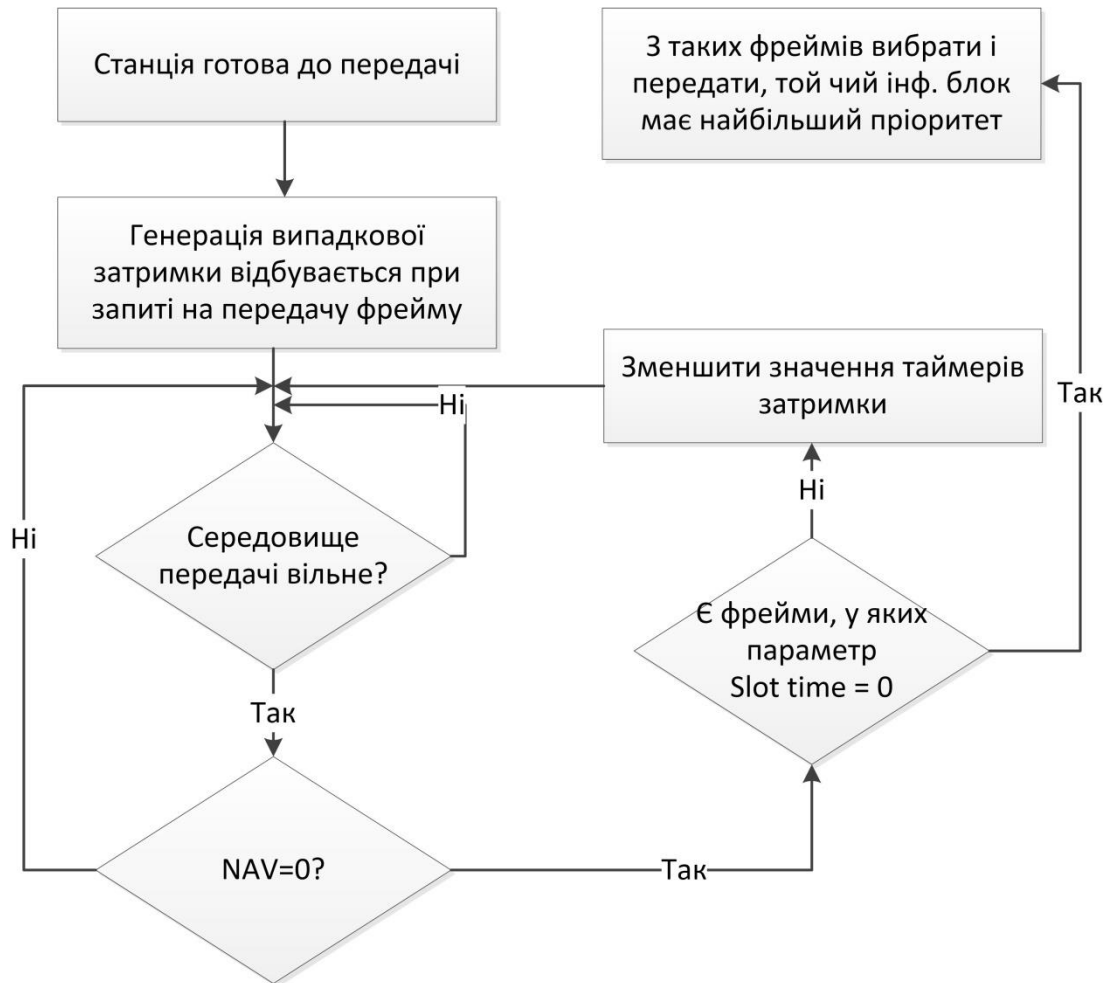 Станція готова до передачі
З таких фреймів вибрати і
передати, той чий інф. блок
має найбільший пріоритет
Генерація випадкової
затримки відбувається при
запиті на передачу фрейму
Зменшити значення таймерів
затримки
Так
Ні
Ні
Ні
Середовище
передачі вільне?
Є фрейми, у яких
параметр
Slot time = 0
Так
NAV=0?
Так